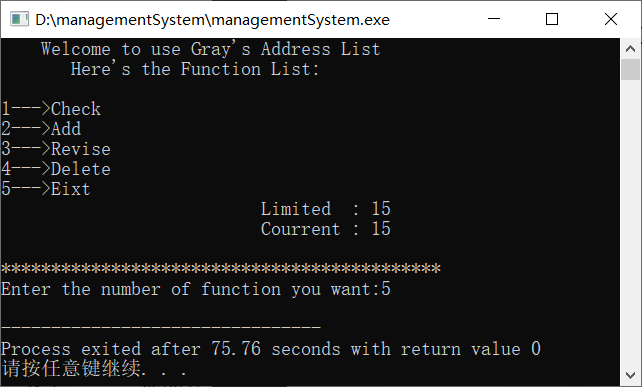 D:\managementSystem\managementSystem.exe
Welcome to use Gray's Address List
Here's the Function List:
1--->Check
2--->Add
3--->Revise
4--->Delete
5--->Eixt
Limited : 15
Courrent : 15
********************************************
Enter the number of function you want:5
--------------------------------
Process exited after 75.76 seconds with return value 0
请按任意键继续. . .